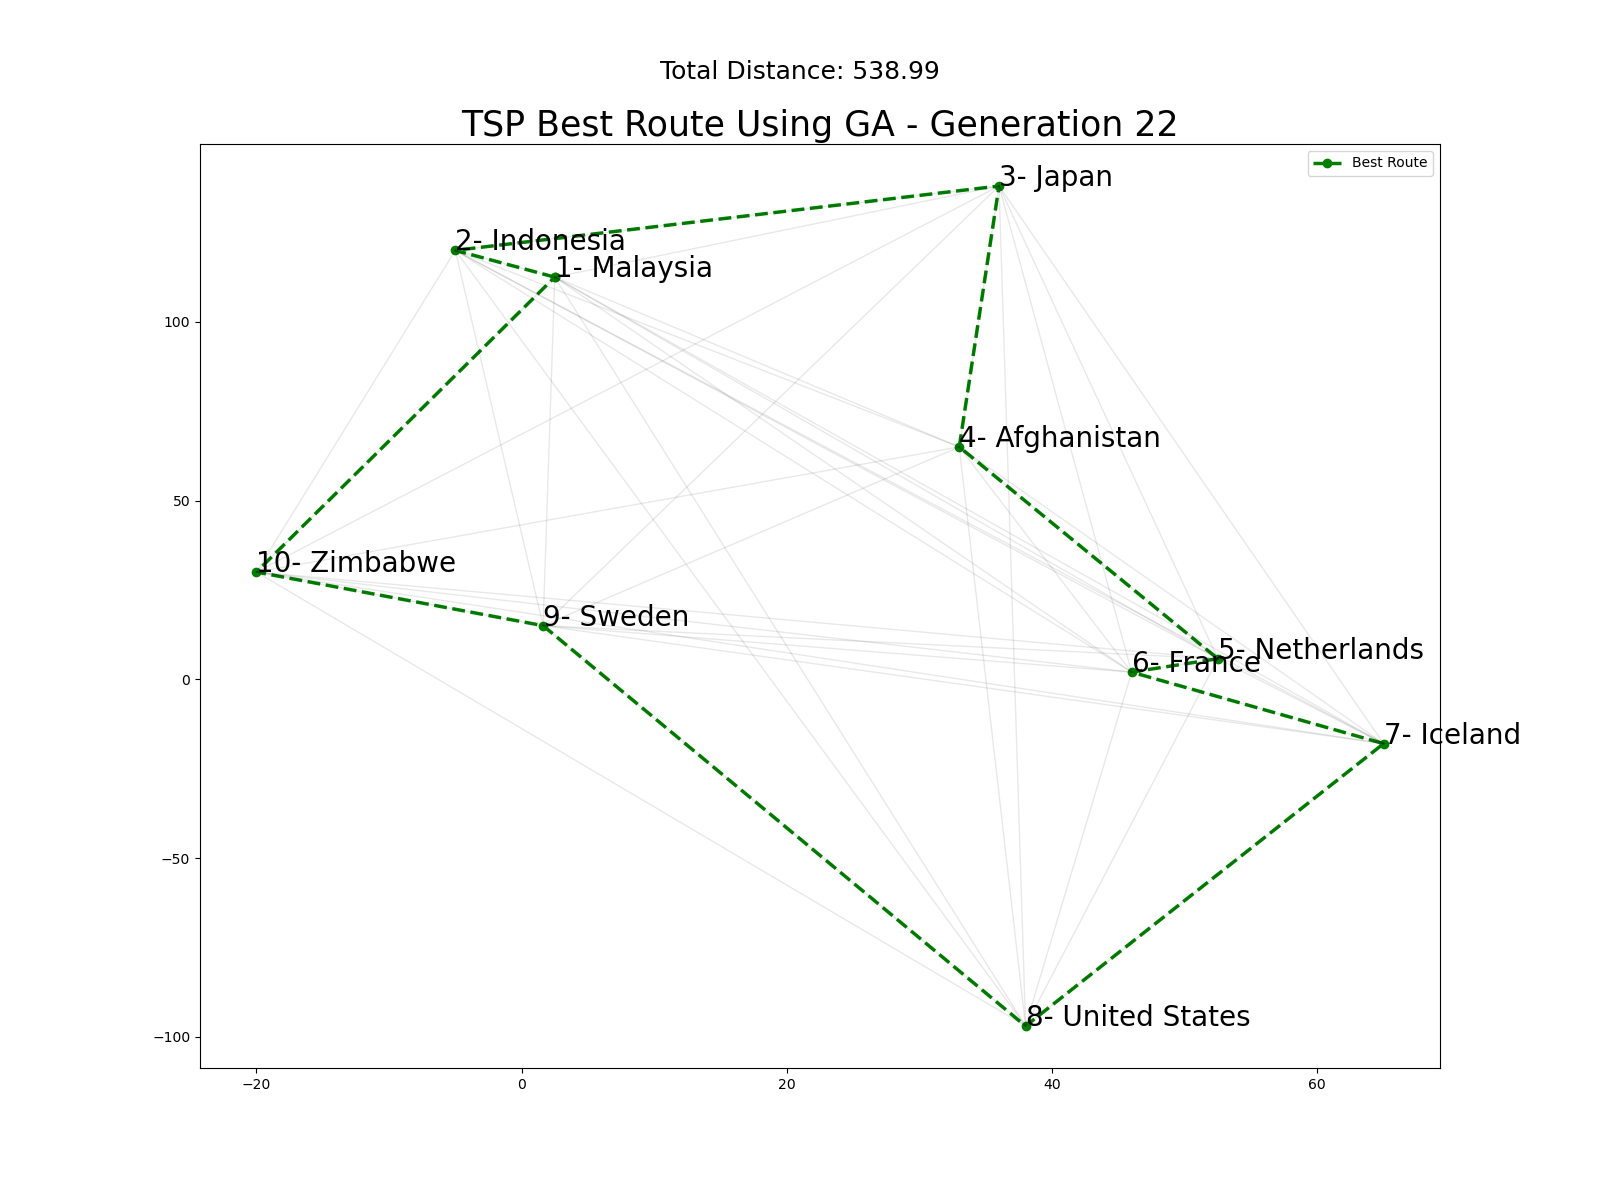 Total Distance: 538.99
TSP Best Route Using GA - Generation 22
Best Route
3- Japan
2- Indonesia
1- Malaysia
100
4- Afghanistan
50
10- Zimbabwe
9- Sweden
5- Netherlands
6- France
0
7- Iceland
−50
8- United States
−100
−20
0
20
40
60